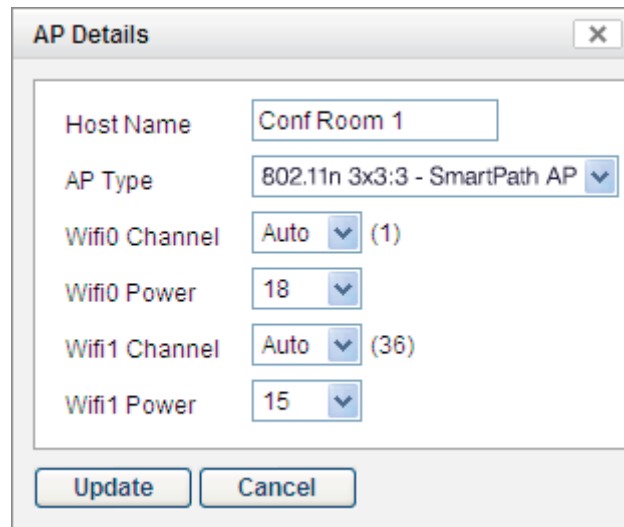 AP Details
Host Name Conf Room 1
AP Type 802.11n 3x3:3 - SmartPath AP
Wifi0 Channel Auto (1)
Wifi0 Power 18
Wifi1 Channel Auto (36)
Wifi1 Power 15
Update Cancel